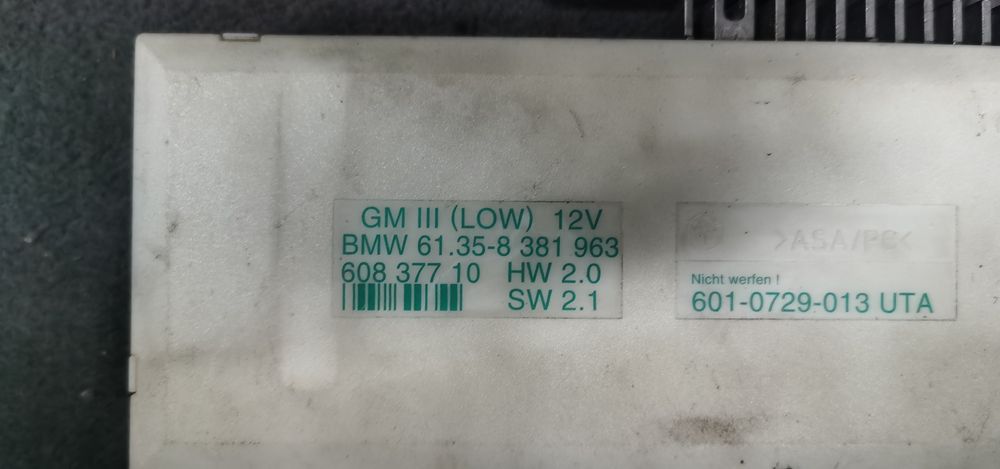 GM III (LOW) 12V
BMW 61.35-8 381 963
608 377 10 HW 2.0
SW 2.1
>ASA/PC<
Nicht werfen !
601-0729-013 UTA